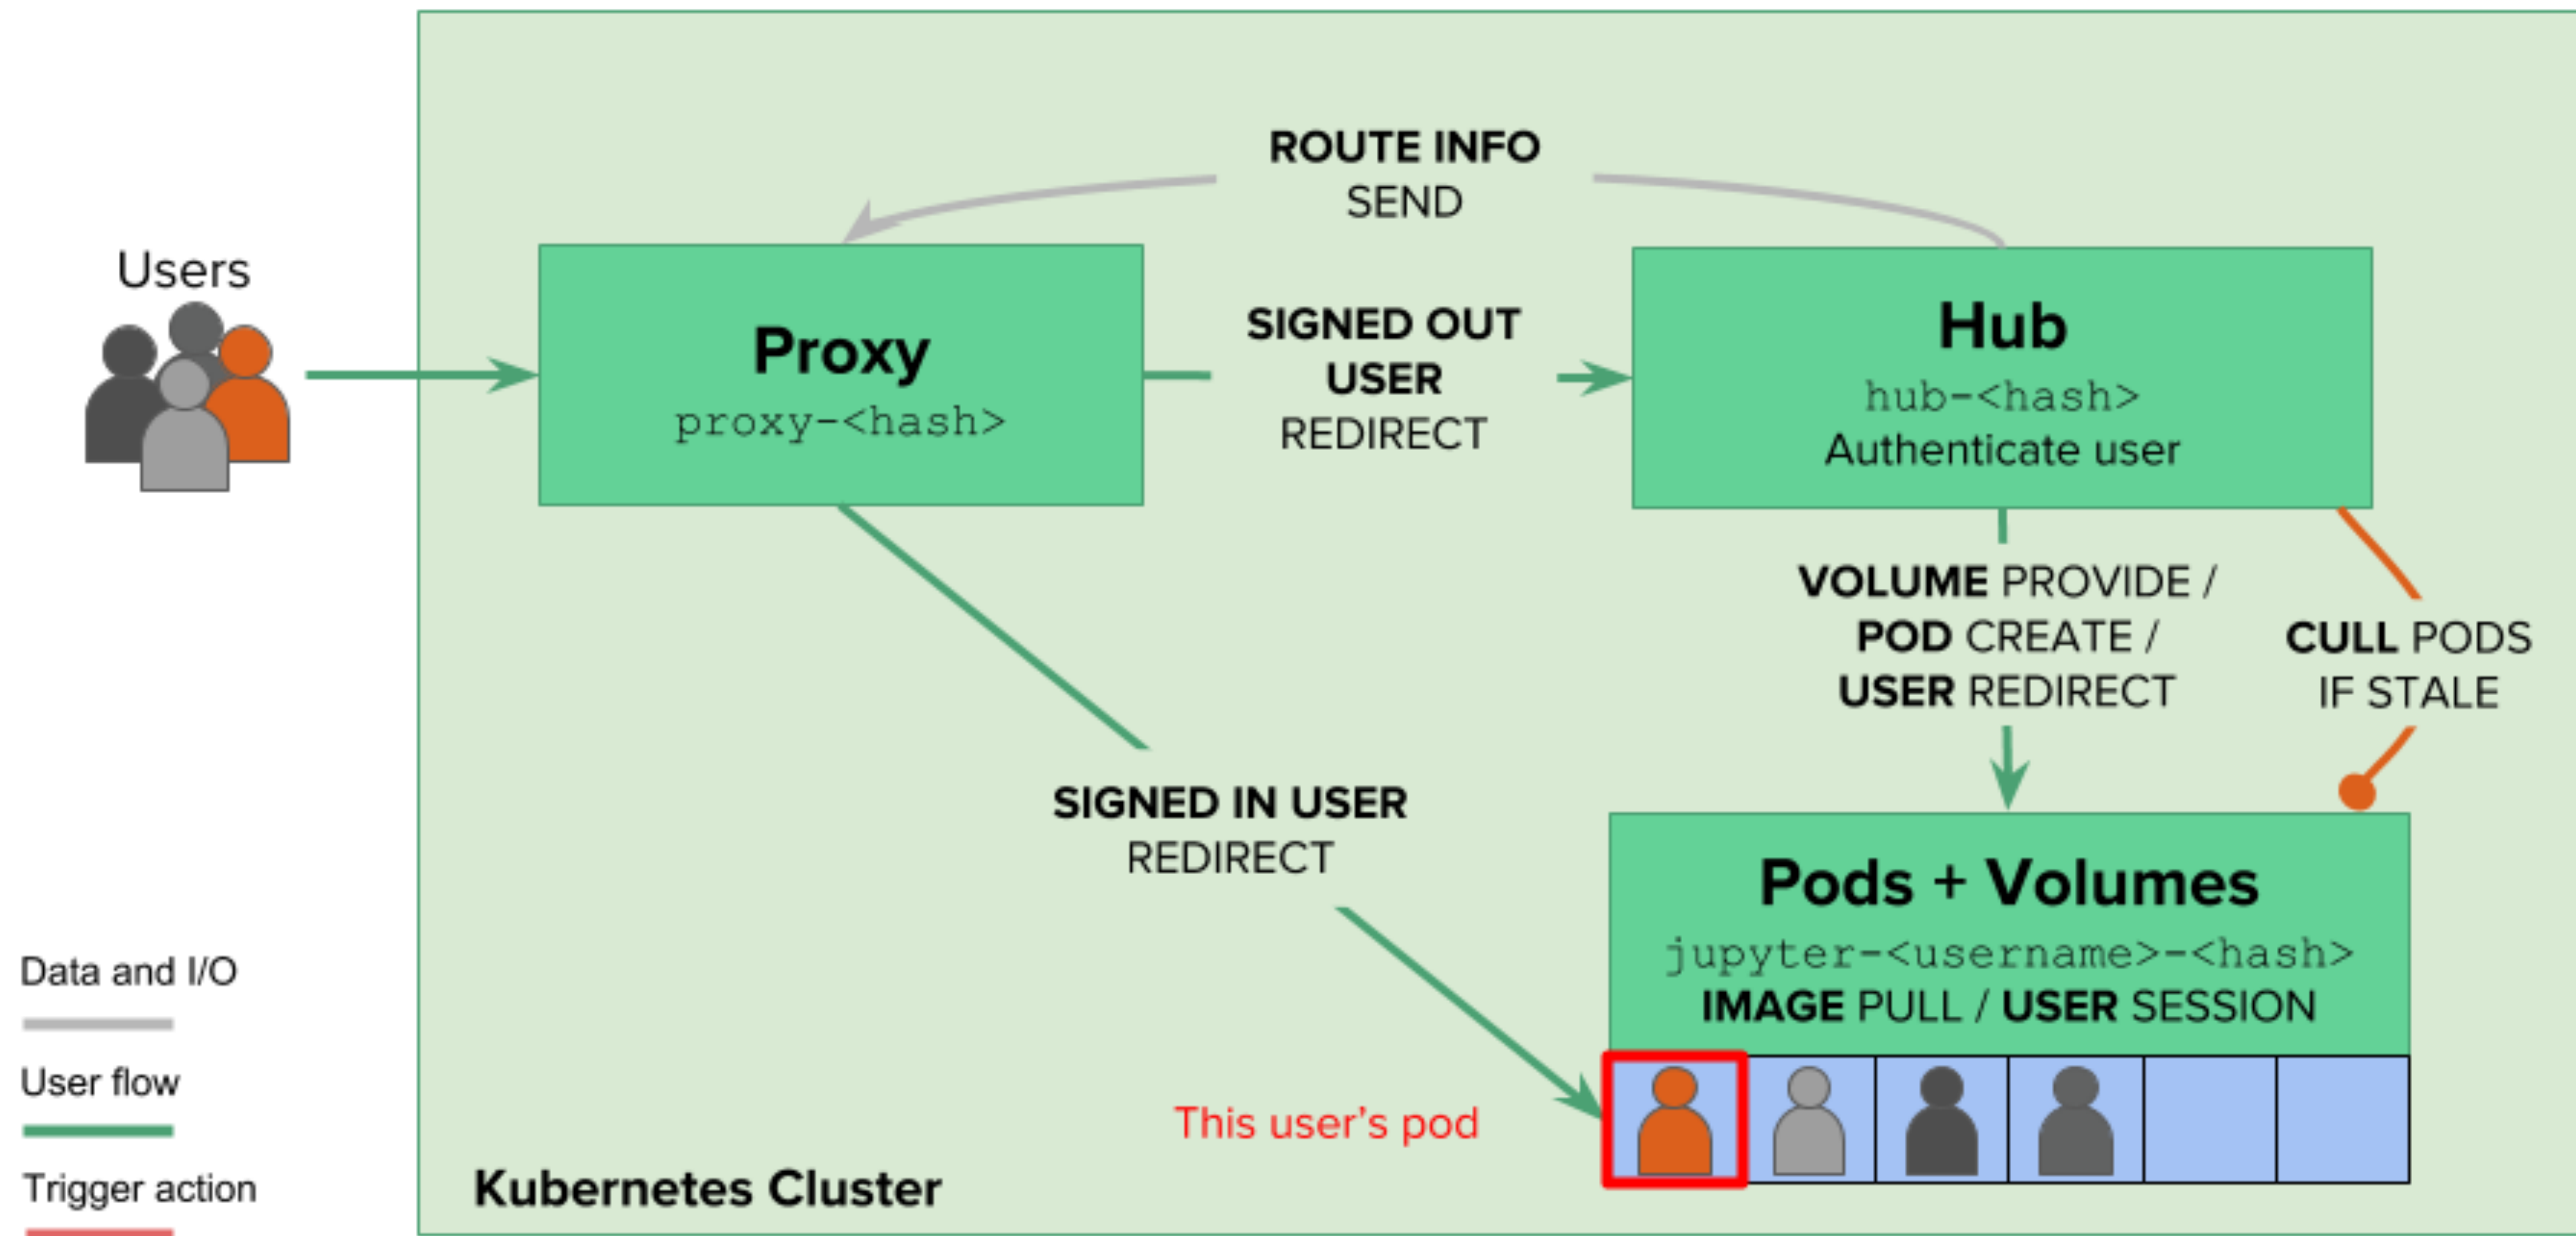 Users
ROUTE INFO
SEND
Proxy
proxy-<hash>
SIGNED OUT
USER
REDIRECT
Hub
hub-<hash>
Authenticate user
VOLUME PROVIDE /
POD CREATE /
USER REDIRECT
CULL PODS
IF STALE
SIGNED IN USER
REDIRECT
Pods + Volumes
jupyter-<username>-<hash>
IMAGE PULL / USER SESSION
This user's pod
Kubernetes Cluster
Data and I/O
User flow
Trigger action